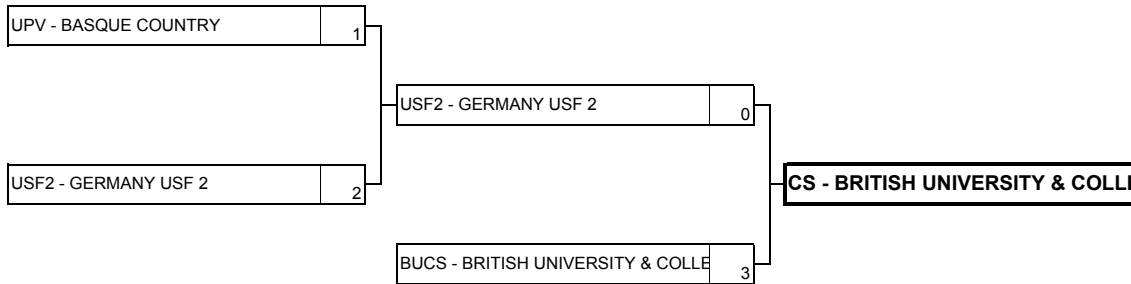 UPV - BASQUE COUNTRY 1
USF2 - GERMANY USF 2 0
USF2 - GERMANY USF 2 2
CS - BRITISH UNIVERSITY & COLLE
BUCS - BRITISH UNIVERSITY & COLLE 3